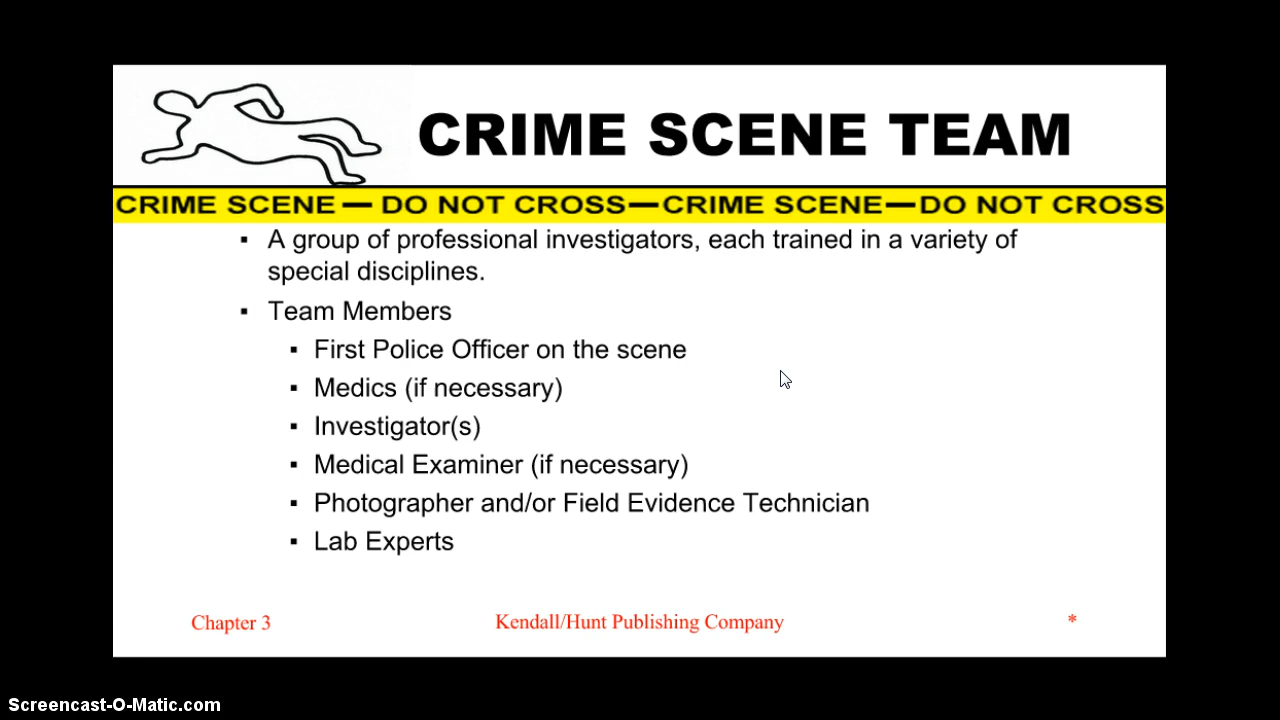 CRIME SCENE TEAM
CRIME SCENE — DO NOT CROSS—CRIME SCENE—DO NOT CROSS
▪ A group of professional investigators, each trained in a variety of
special disciplines.
▪ Team Members
▪ First Police Officer on the scene
▪ Medics (if necessary)
▪ Investigator(s)
▪ Medical Examiner (if necessary)
▪ Photographer and/or Field Evidence Technician
▪ Lab Experts
Chapter 3 Kendall/Hunt Publishing Company *
Screencast-O-Matic.com